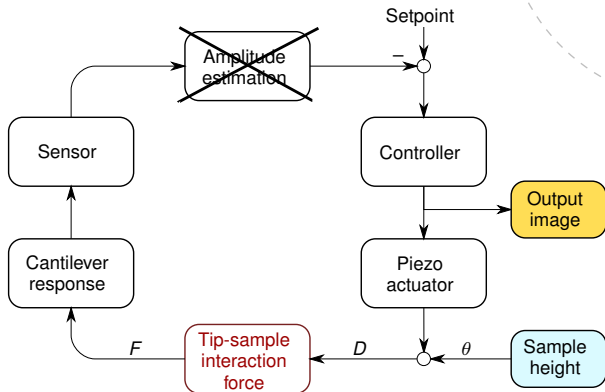 Setpoint
Amplitude
estimation
−
Sensor
Controller
Output
image
Cantilever
response
Piezo
actuator
F
Tip-sample
interaction
force
D
θ
Sample
height